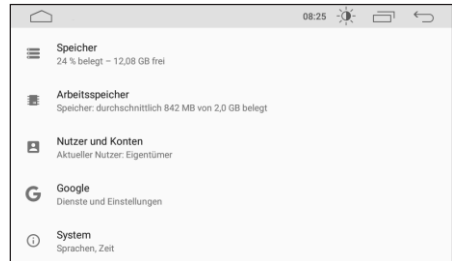 08:25
Speicher
24 % belegt – 12,08 GB frei
Arbeitsspeicher
Speicher: durchschnittlich 842 MB von 2,0 GB belegt
Nutzer und Konten
Aktueller Nutzer: Eigentümer
Google
Dienste und Einstellungen
System
Sprachen, Zeit